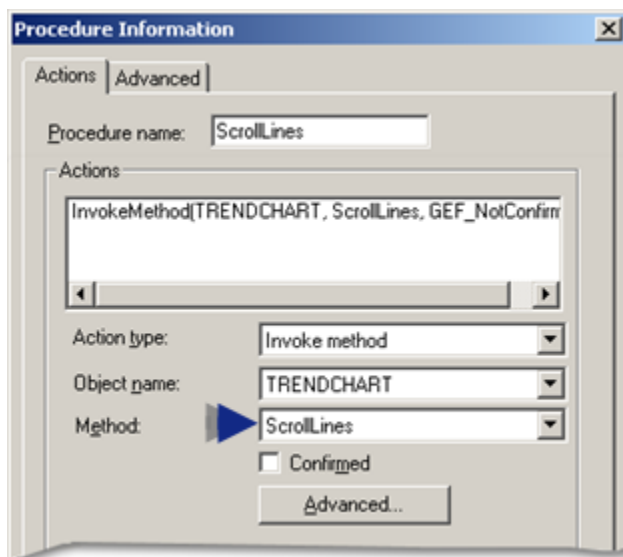 Procedure Information
Actions Advanced
Procedure name: ScrollLines
Actions
InvokeMethod(TRENDCHART, ScrollLines, GEF_NotConfirm
Action type: Invoke method
Object name: TRENDCHART
Method: ScrollLines
Confirmed
Advanced...